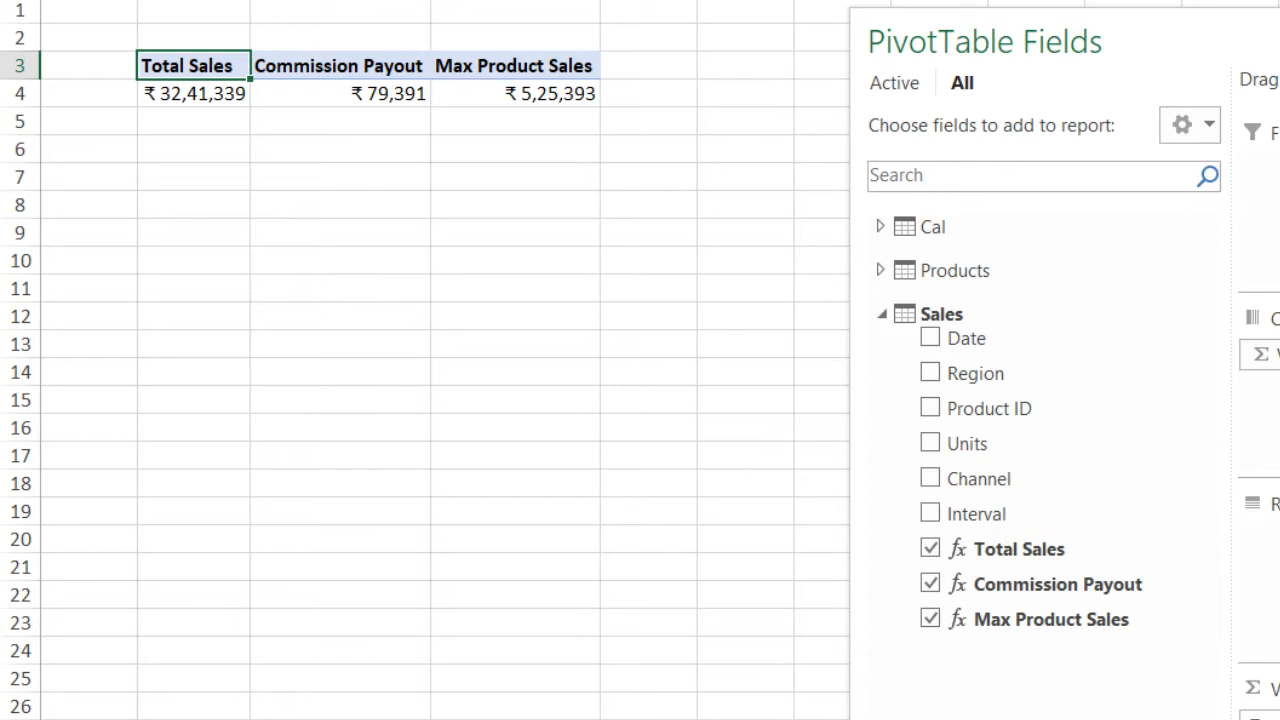 1
2
3 Total Sales Commission Payout Max Product Sales
4 ₹ 32,41,339 ₹ 79,391 ₹ 5,25,393
5
6
7
8
9
10
11
12
13
14
15
16
17
18
19
20
21
22
23
24
25
26
PivotTable Fields
Active All
Choose fields to add to report:
Search
Cal
Products
Sales
Date
Region
Product ID
Units
Channel
Interval
fx Total Sales
fx Commission Payout
fx Max Product Sales
Drag
F
C
Σ
R
Σ